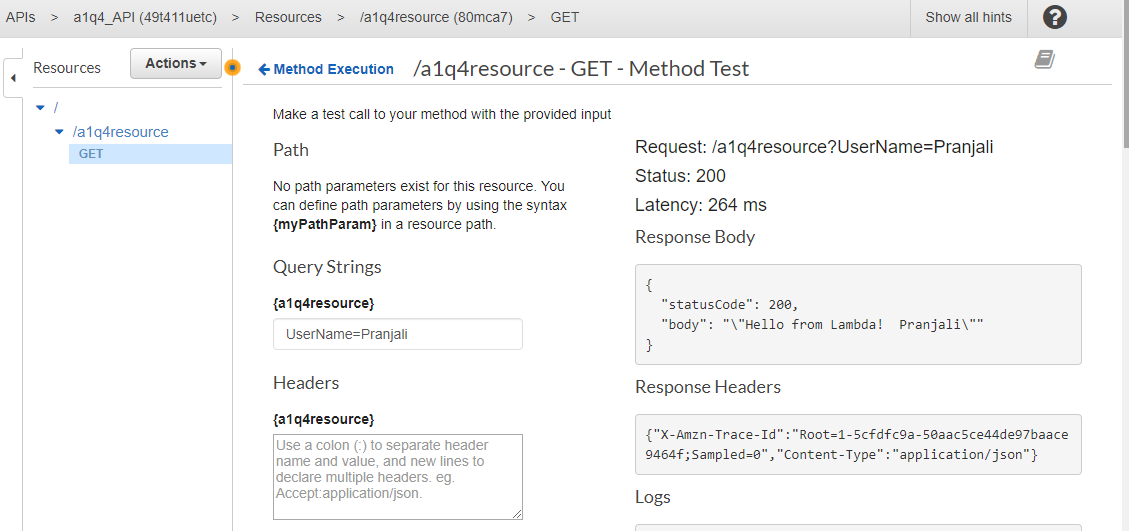 APIs > a1q4_API (49t411uetc) > Resources > /a1q4resource (80mca7) > GET
Show all hints
?
Resources
Actions
Method Execution
/a1q4resource - GET - Method Test
/
/a1q4resource
GET
Make a test call to your method with the provided input
Path
No path parameters exist for this resource. You
can define path parameters by using the syntax
{myPathParam} in a resource path.
Query Strings
{a1q4resource}
UserName=Pranjali
Headers
{a1q4resource}
Use a colon (:) to separate header
name and value, and new lines to
declare multiple headers. eg.
Accept:application/json.
Request: /a1q4resource?UserName=Pranjali
Status: 200
Latency: 264 ms
Response Body
{
"statusCode": 200,
"body": "\"Hello from Lambda!  Pranjali\""
}
Response Headers
{"X-Amzn-Trace-Id":"Root=1-5cfdfc9a-50aac5ce44de97baace
9464f;Sampled=0","Content-Type":"application/json"}
Logs